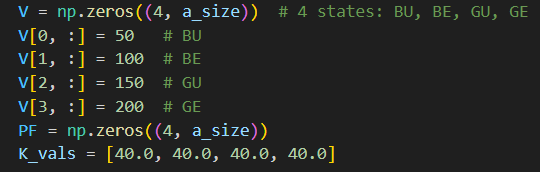 V = np.zeros((4, a_size))  # 4 states: BU, BE, GU, GE
V[0, :] = 50   # BU
V[1, :] = 100  # BE
V[2, :] = 150  # GU
V[3, :] = 200  # GE
PF = np.zeros((4, a_size))
K_vals = [40.0, 40.0, 40.0, 40.0]